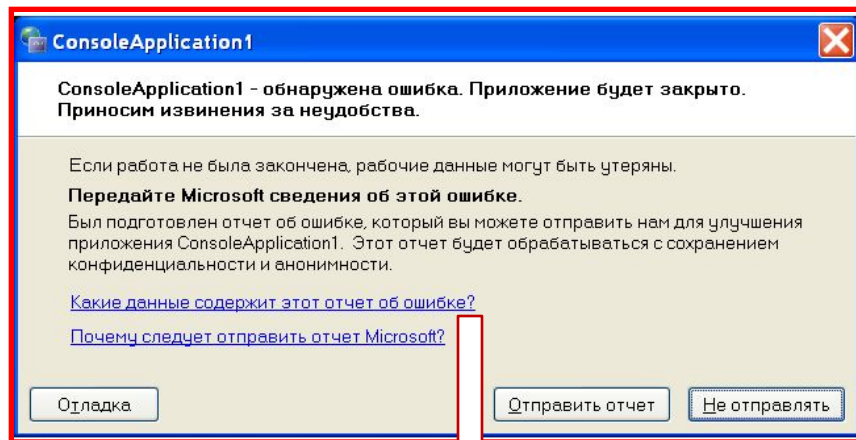 ConsoleApplication1
ConsoleApplication1 - обнаружена ошибка. Приложение будет закрыто.
Приносим извинения за неудобства.
Если работа не была закончена, рабочие данные могут быть утеряны.
Передайте Microsoft сведения об этой ошибке.
Был подготовлен отчет об ошибке, который вы можете отправить нам для улучшения
приложения ConsoleApplication1. Этот отчет будет обрабатываться с сохранением
конфиденциальности и анонимности.
Какие данные содержит этот отчет об ошибке?
Почему следует отправить отчет Microsoft?
Отладка
Отправить отчет
Не отправлять